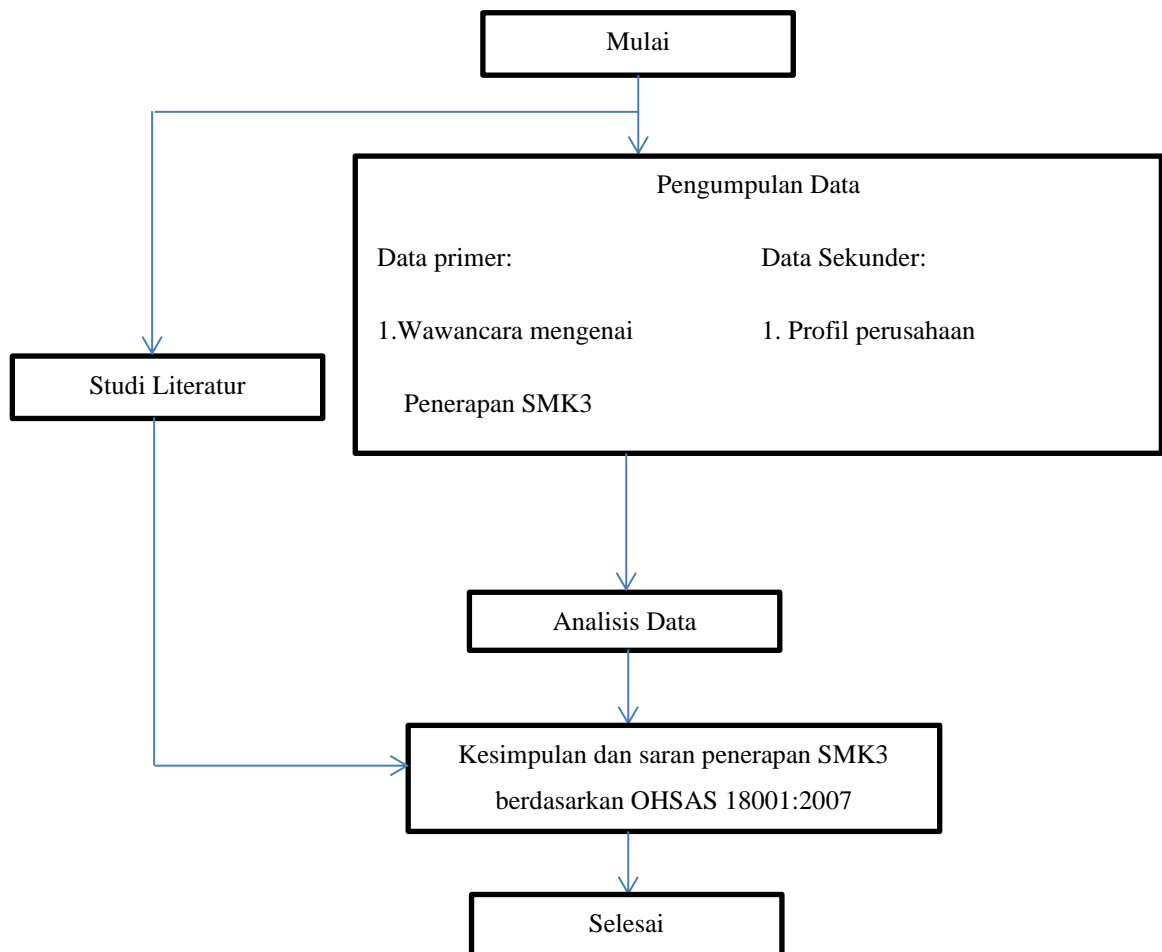 Mulai
Pengumpulan Data
Data primer:
Data Sekunder:
1.Wawancara mengenai
1. Profil perusahaan
Penerapan SMK3
Studi Literatur
Analisis Data
Kesimpulan dan saran penerapan SMK3
berdasarkan OHSAS 18001:2007
Selesai